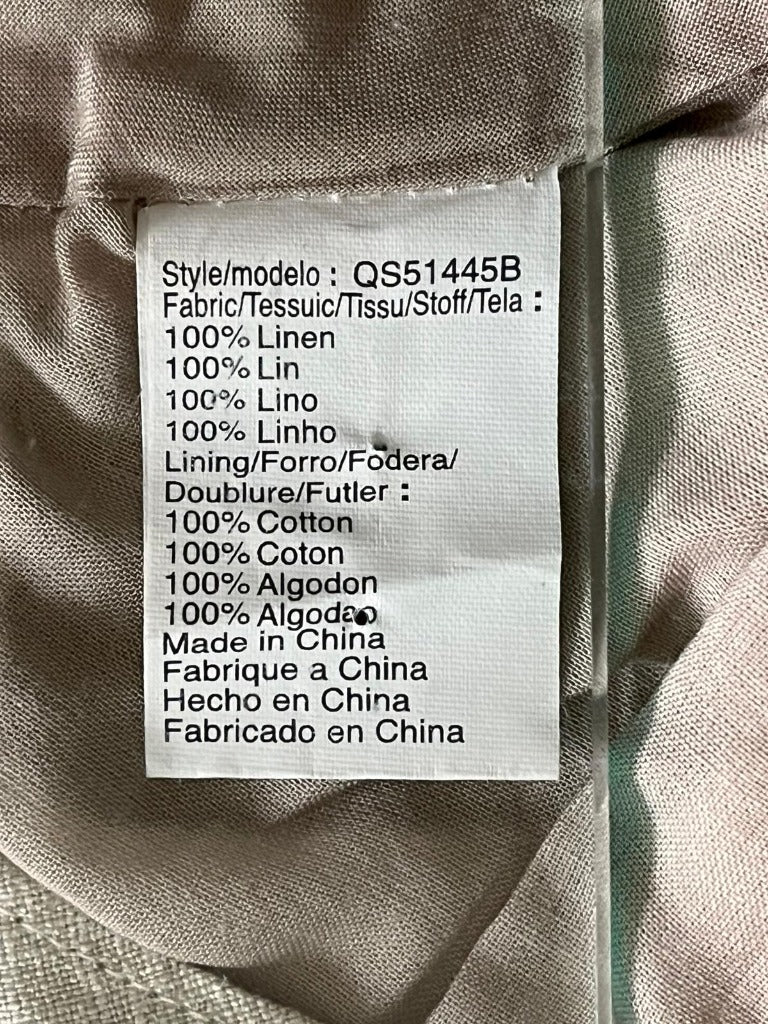 Style/modelo : QS51445B
Fabric/Tessuic/Tissu/Stoff/Tela :
100% Linen
100% Lin
100% Lino
100% Linho
Lining/Forro/Fodera/
Doublure/Futler :
100% Cotton
100% Coton
100% Algodon
100% Algodao
Made in China
Fabrique a China
Hecho en China
Fabricado en China